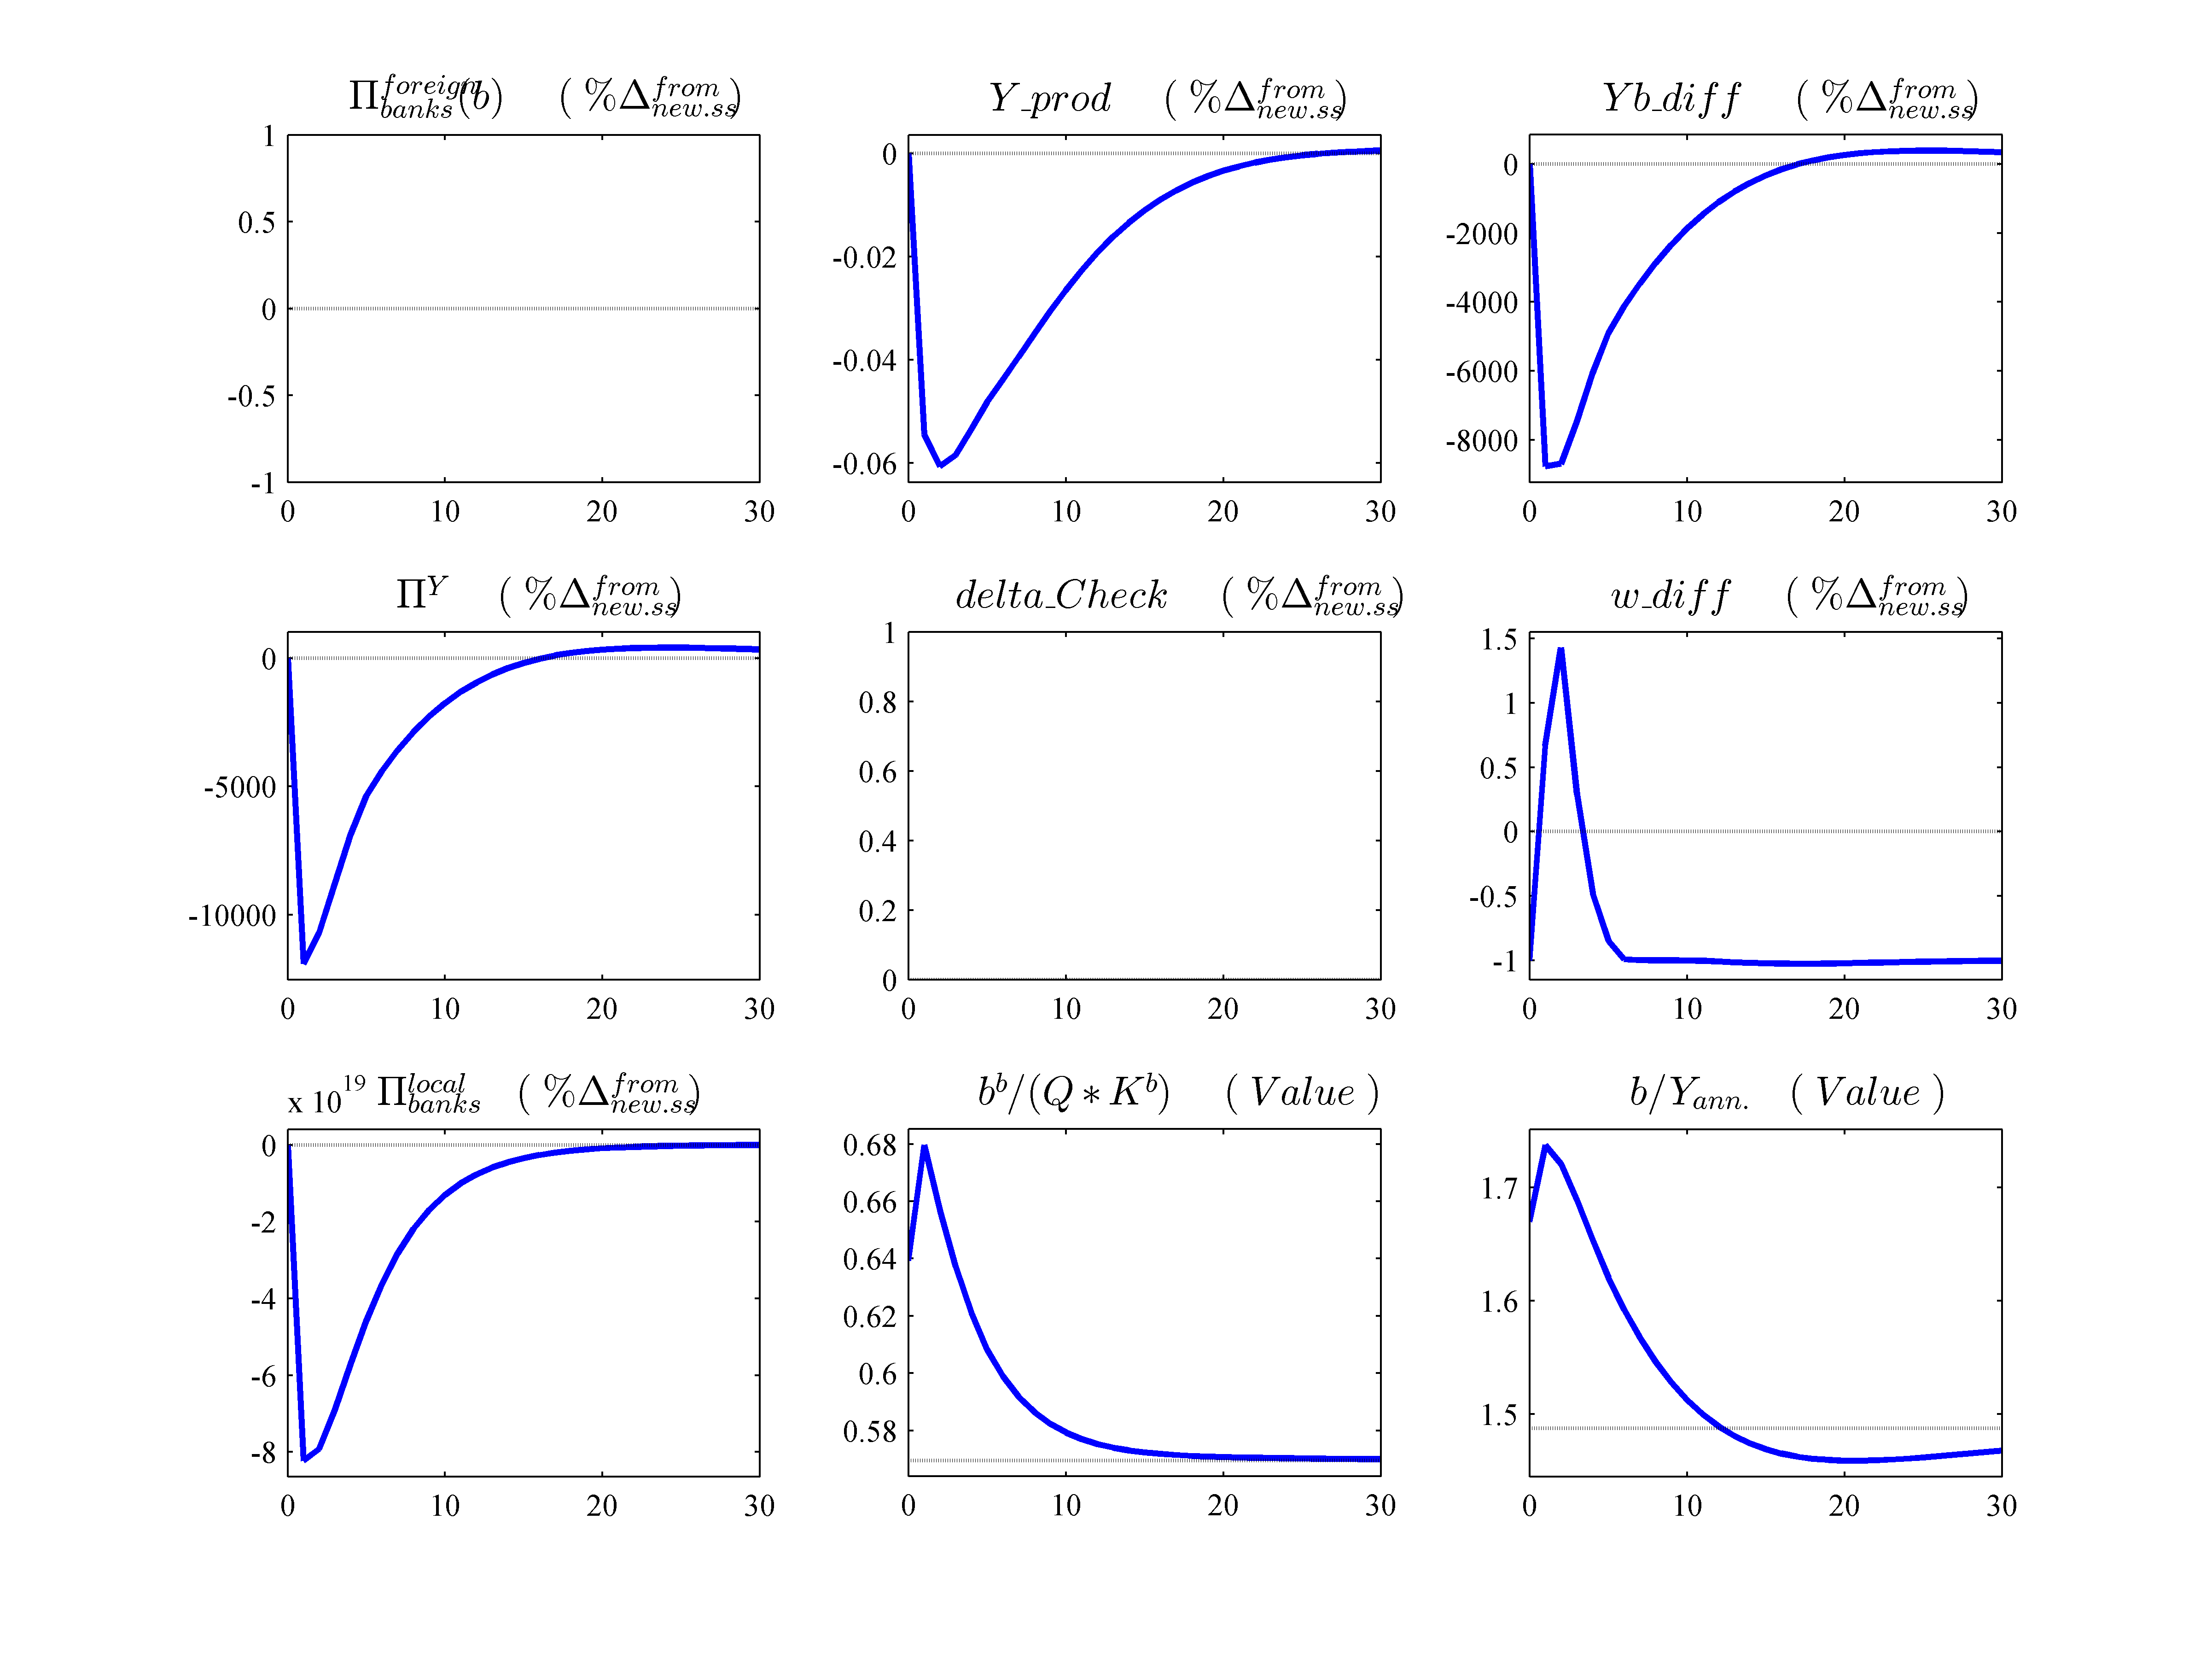 Π^{foreign}_{banks}(b) ( %Δ^{from}_{new.ss})
1
0.5
0
-0.5
-1
0 10 20 30
Y_prod ( %Δ^{from}_{new.ss})
0
-0.02
-0.04
-0.06
0 10 20 30
Yb_diff ( %Δ^{from}_{new.ss})
0
-2000
-4000
-6000
-8000
0 10 20 30
Π^Y ( %Δ^{from}_{new.ss})
0
-5000
-10000
0 10 20 30
delta_Check ( %Δ^{from}_{new.ss})
1
0.8
0.6
0.4
0.2
0
0 10 20 30
w_diff ( %Δ^{from}_{new.ss})
1.5
1
0.5
0
-0.5
-1
0 10 20 30
x 10^{19} Π^{local}_{banks} ( %Δ^{from}_{new.ss})
0
-2
-4
-6
-8
0 10 20 30
b^b/(Q∗K^b) ( Value )
0.68
0.66
0.64
0.62
0.6
0.58
0 10 20 30
b/Y_{ann.} ( Value )
1.7
1.6
1.5
0 10 20 30